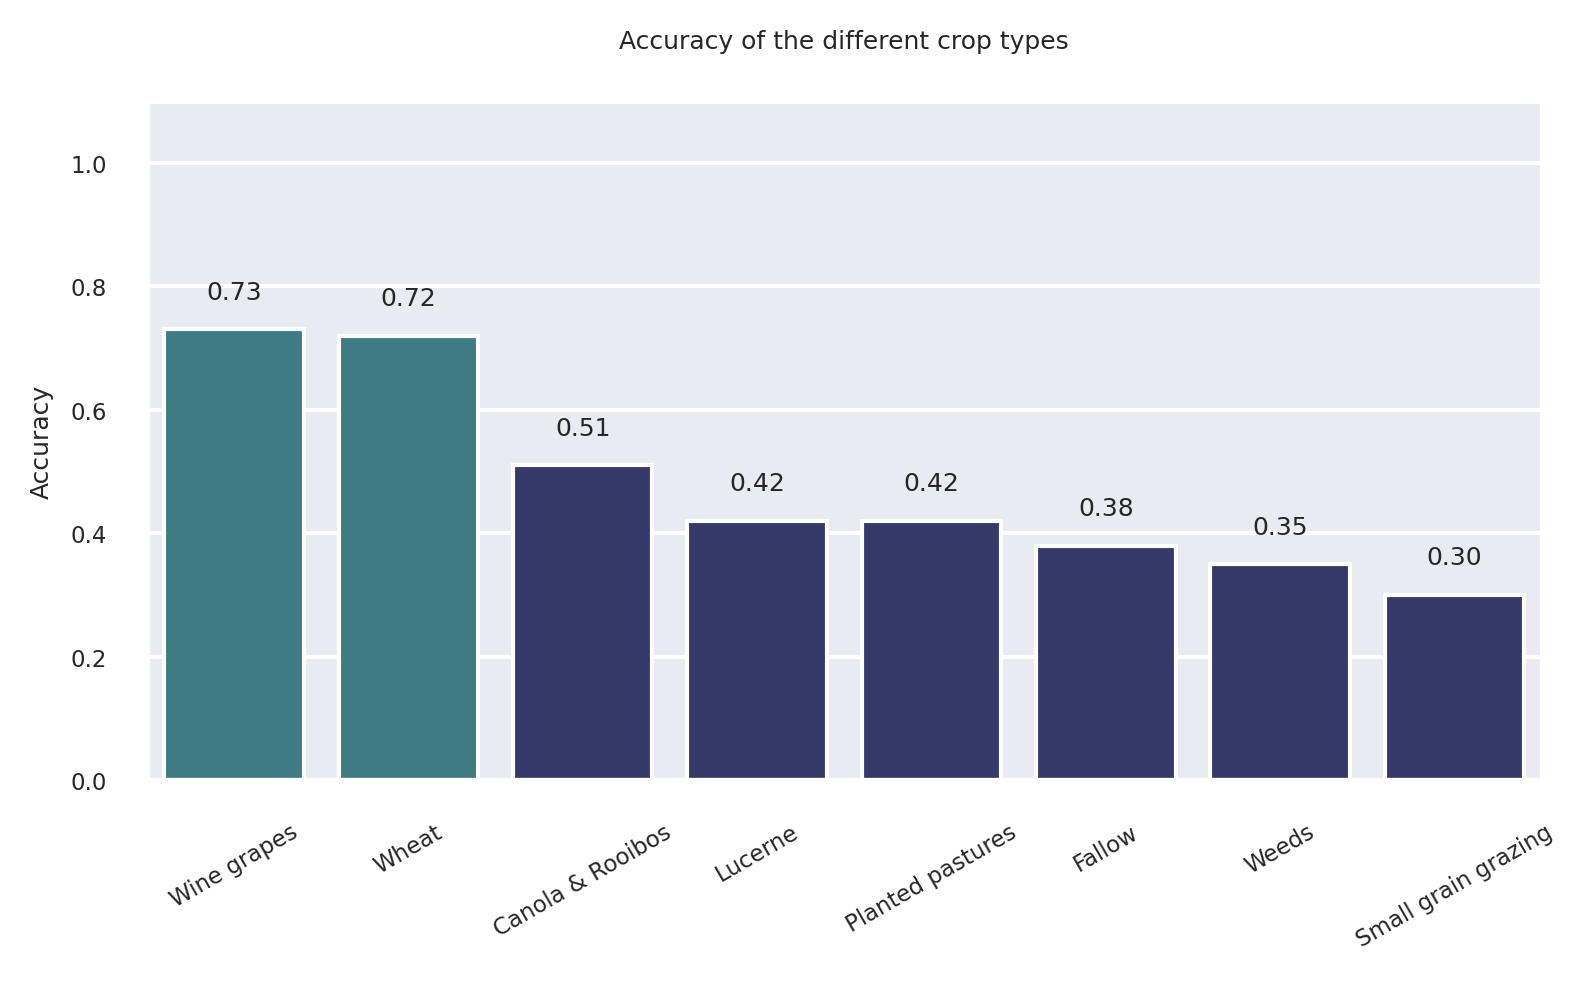 Accuracy of the different crop types
Accuracy
1.0
0.8
0.6
0.4
0.2
0.0
0.73
0.72
0.51
0.42
0.42
0.38
0.35
0.30
Wine grapes
Wheat
Canola & Rooibos
Lucerne
Planted pastures
Fallow
Weeds
Small grain grazing